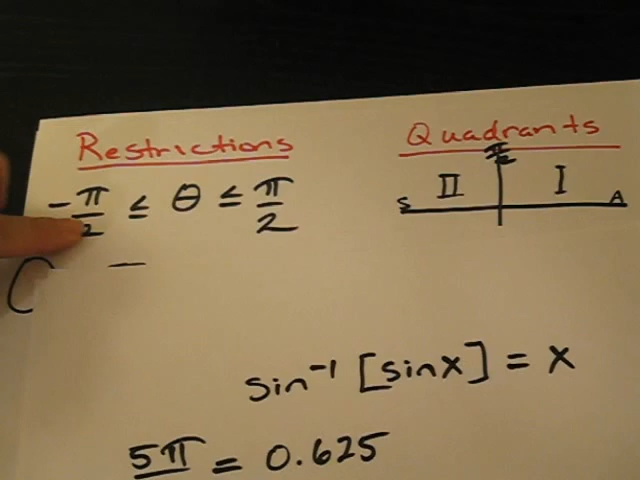 Restrictions
-π/2 ≤ θ ≤ π/2
Quadrants
π/2
S II I A
sin⁻¹ [sinx] = x
5π = 0.625